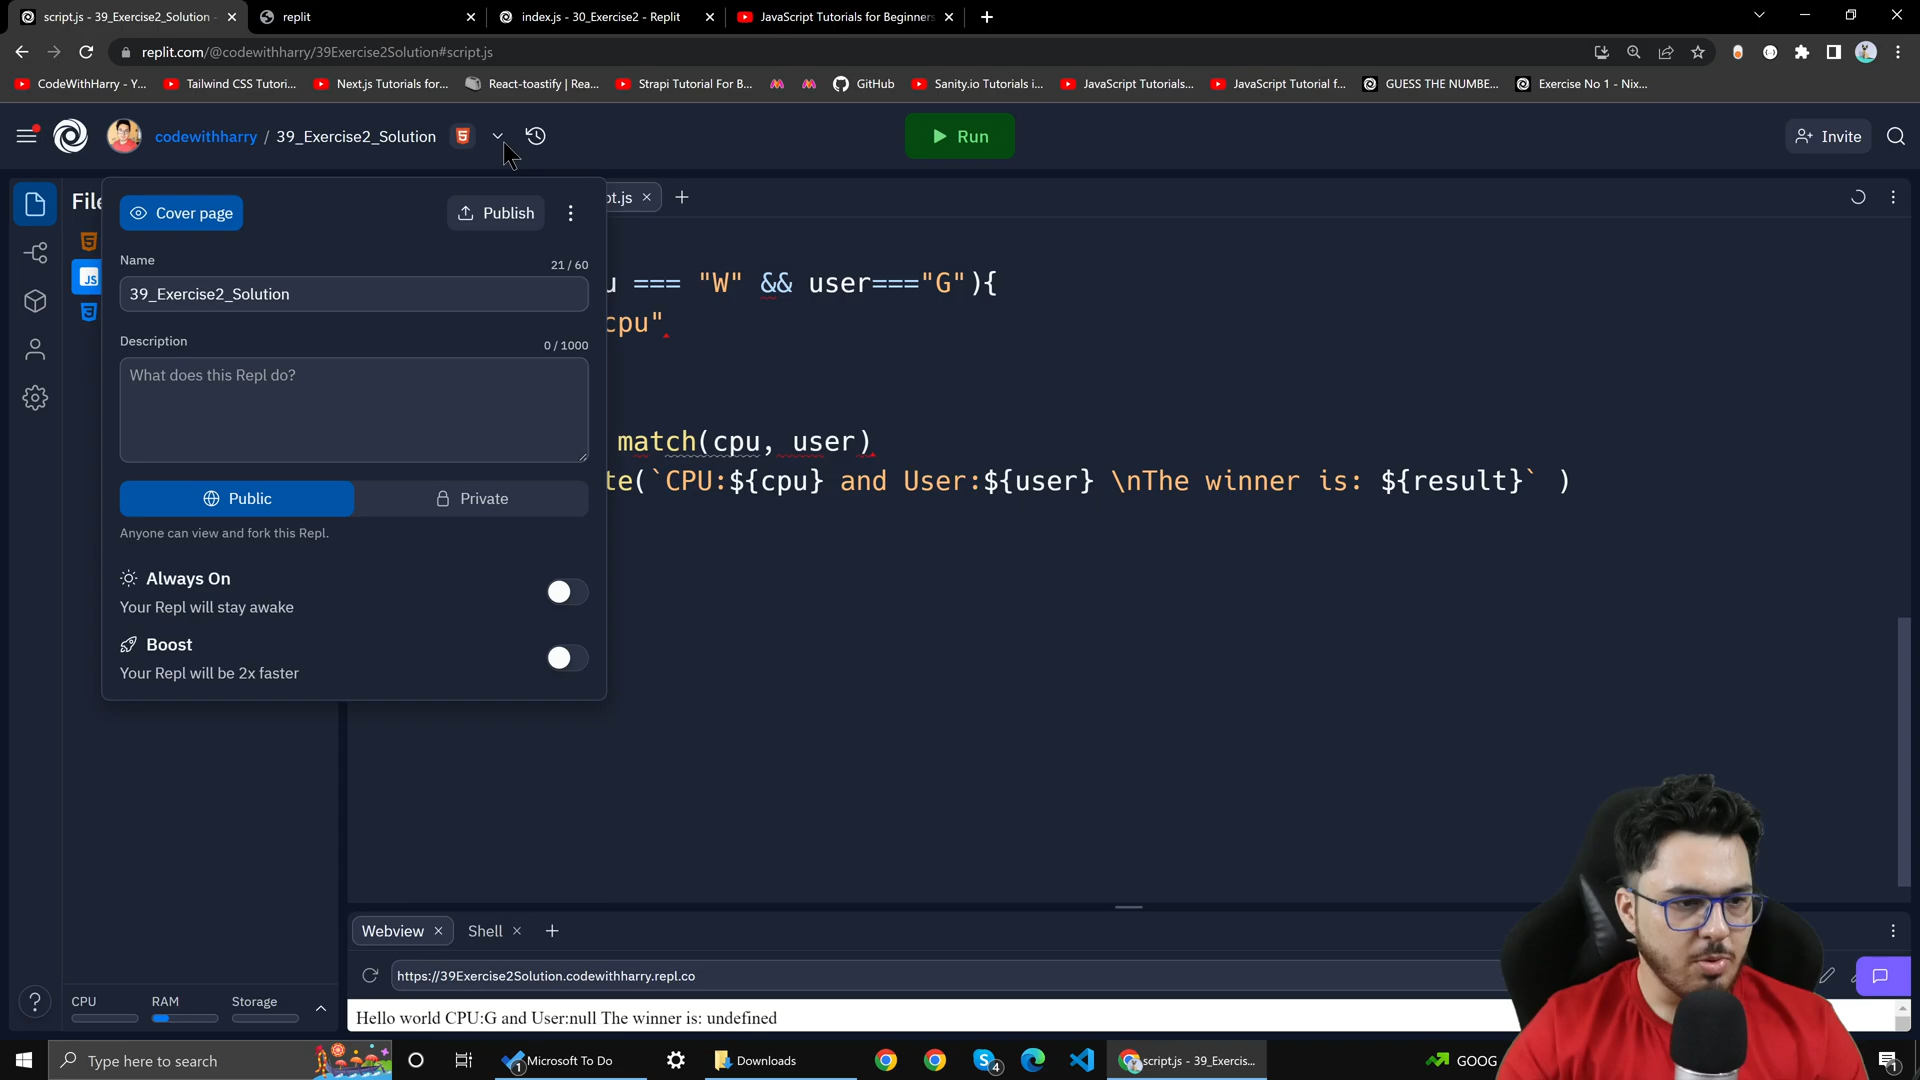 script.js - 39_Exercise2_Solution -
replit
index.js - 30_Exercise2 - Replit
JavaScript Tutorials for Beginners
replit.com/@codewithharry/39Exercise2Solution#script.js
CodeWithHarry - Y...
Tailwind CSS Tutori...
Next.js Tutorials for...
React-toastify | Rea...
Strapi Tutorial For B...
GitHub
Sanity.io Tutorials i...
JavaScript Tutorials...
JavaScript Tutorial f...
GUESS THE NUMBE...
Exercise No 1 - Nix...
codewithharry / 39_Exercise2_Solution
Run
Invite
File
pt.js
Cover page
Publish
Name
21 / 60
39_Exercise2_Solution
Description
0 / 1000
What does this Repl do?
Public
Private
Anyone can view and fork this Repl.
Always On
Your Repl will stay awake
Boost
Your Repl will be 2x faster
u === "W" && user==="G"){
cpu"
match(cpu, user)
te(`CPU:${cpu} and User:${user} \nThe winner is: ${result}` )
JS
CPU
RAM
Storage
Webview
Shell
https://39Exercise2Solution.codewithharry.repl.co
Hello world CPU:G and User:null The winner is: undefined
Type here to search
Microsoft To Do
1
Downloads
4
script.js - 39_Exercis...
GOOG
1